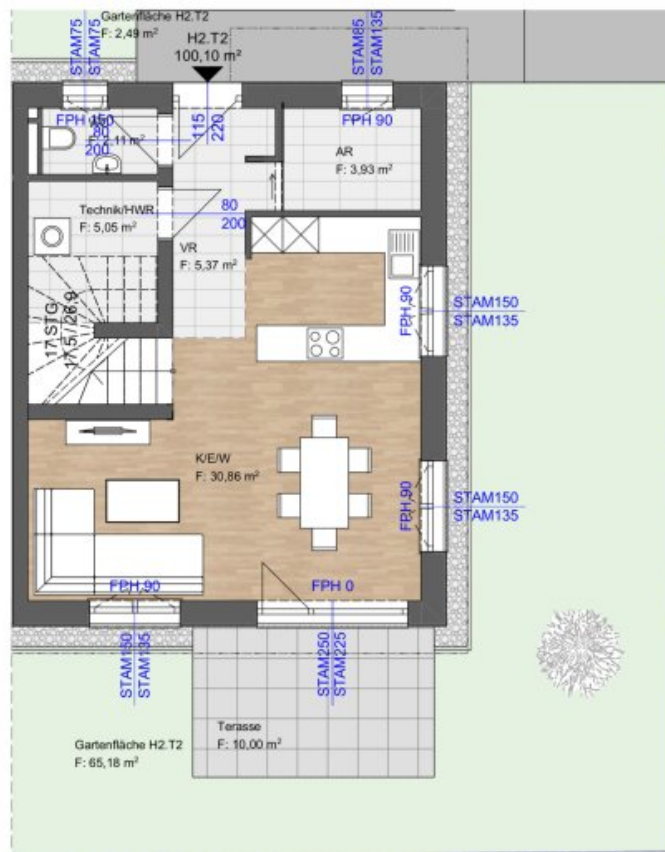 Gartenfläche H2.T2
F: 2,49 m²
H2.T2
100,10 m²
STAM75
STAM75
STAM85
STAM135
FPH 150
80
200
115
220
FPH 90
AR
F: 3,93 m²
Technik/HWR
F: 5,05 m²
80
200
VR
F: 5,37 m²
17 STG
17,5 / 26,9
FPH 90
STAM150
STAM135
K/E/W
F: 30,86 m²
FPH 90
STAM150
STAM135
FPH 90
FPH 0
STAM150
STAM135
STAM250
STAM225
Terasse
F: 10,00 m²
Gartenfläche H2.T2
F: 65,18 m²